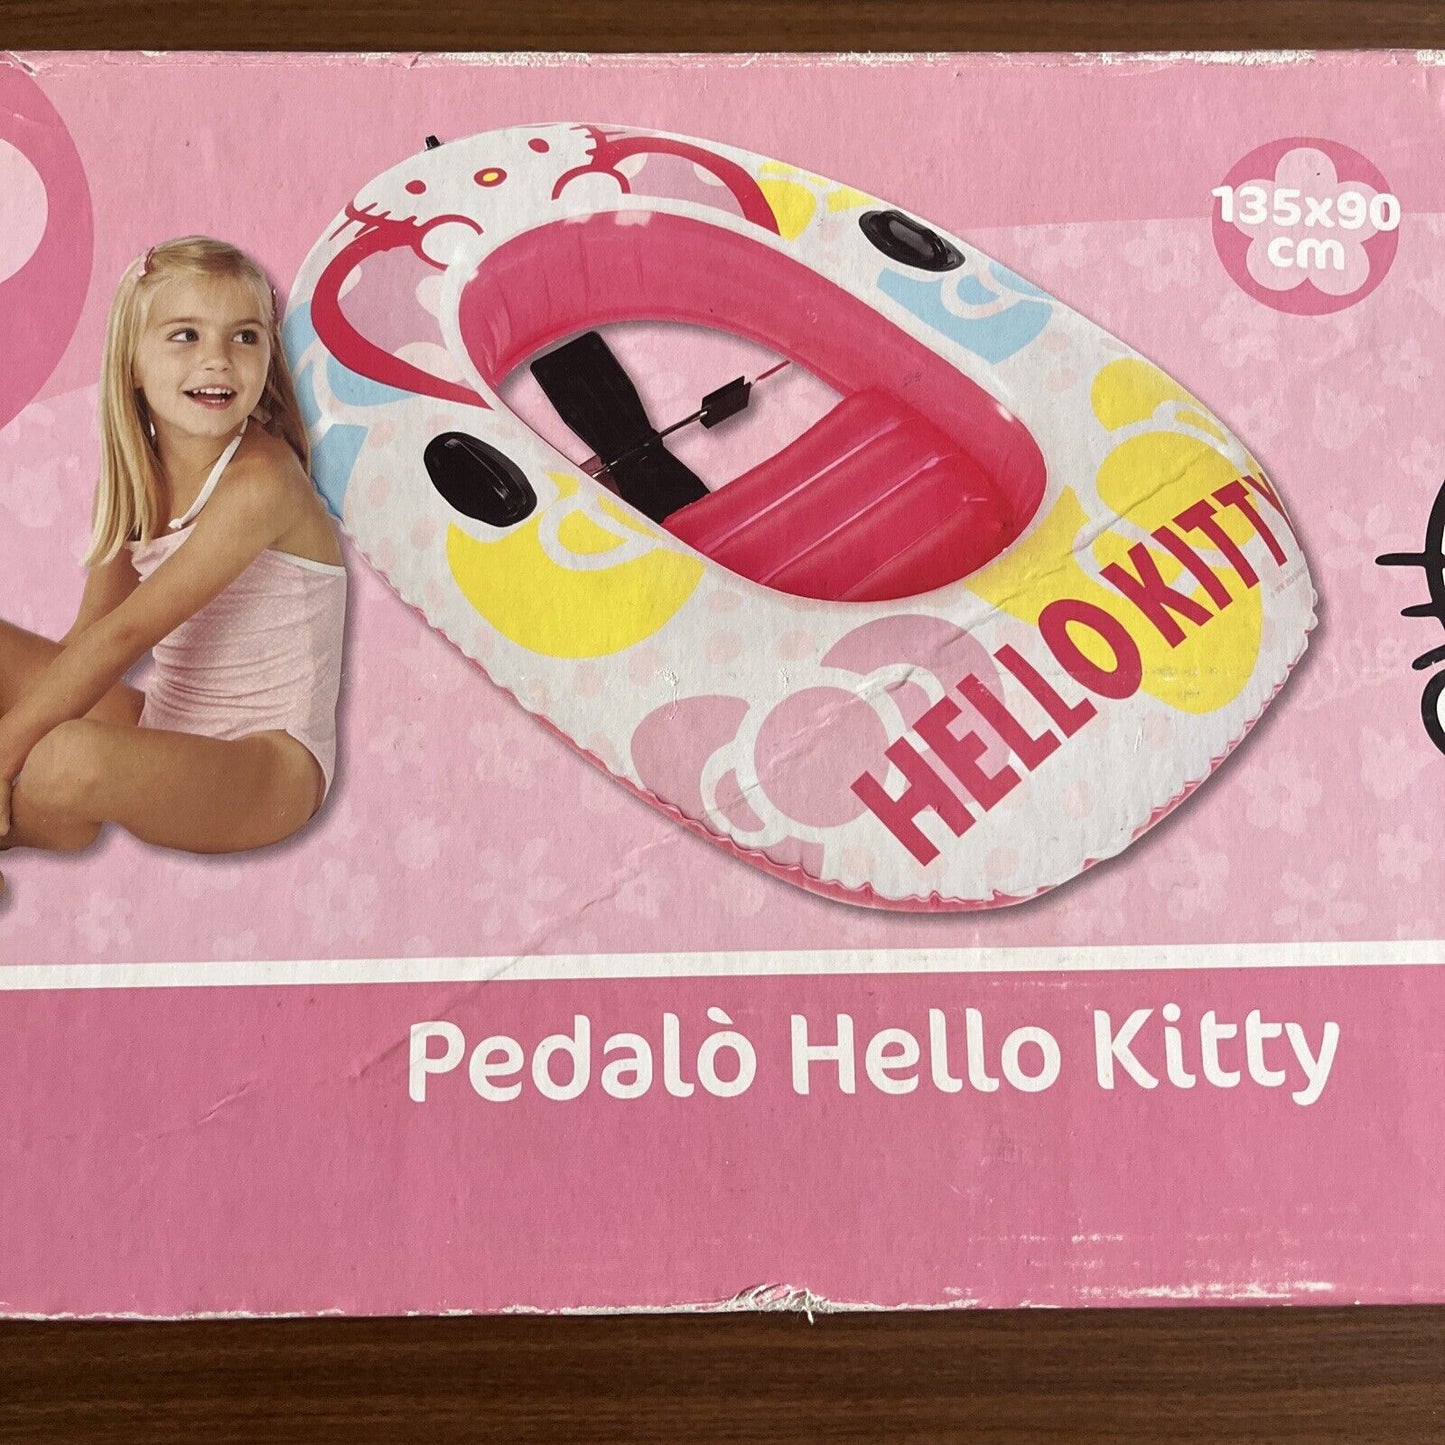 135x90
cm
HELLO KITTY
Pedalò Hello Kitty